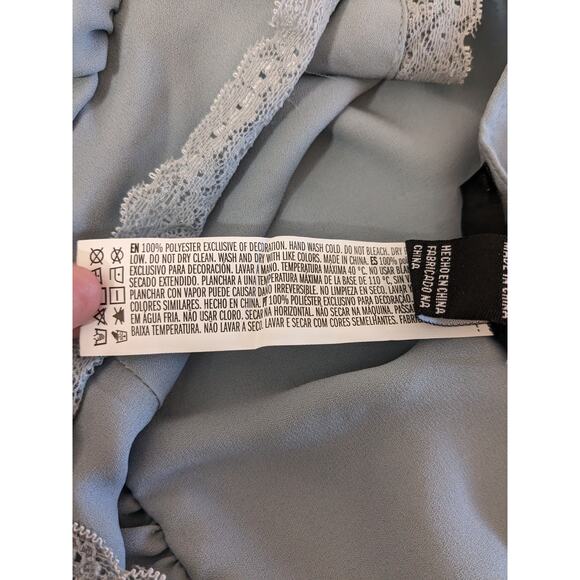 EN 100% POLYESTER EXCLUSIVE OF DECORATION. HAND WASH COLD. DO NOT BLEACH. DRY F
LOW. DO NOT DRY CLEAN. WASH AND DRY WITH LIKE COLORS. MADE IN CHINA. ES 100% po
EXCLUSIVO PARA DECORACIÓN. LAVAR A MANO. TEMPERATURA MÁXIMA 40 °C. NO USAR BLA
SECADO EXTENDIDO. PLANCHAR A UNA TEMPERATURA MÁXIMA DE LA BASE DE 110 °C, SIN V
PLANCHAR CON VAPOR PUEDE CAUSAR DAÑO IRREVERSIBLE. NO LIMPIEZA EN SECO. LAVAR
COLORES SIMILARES. HECHO EN CHINA. PT 100% POLIÉSTER EXCLUSIVO PARA DECORAÇÃO.
EM ÁGUA FRIA. NÃO USAR CLORO. SECAR NA HORIZONTAL. NÃO SECAR NA MÁQUINA. PASSA
BAIXA TEMPERATURA. NÃO LAVAR A SECO. LAVAR E SECAR COM CORES SEMELHANTES. FABRI
HECHO EN CHINA
FABRICADO NA
CHINA